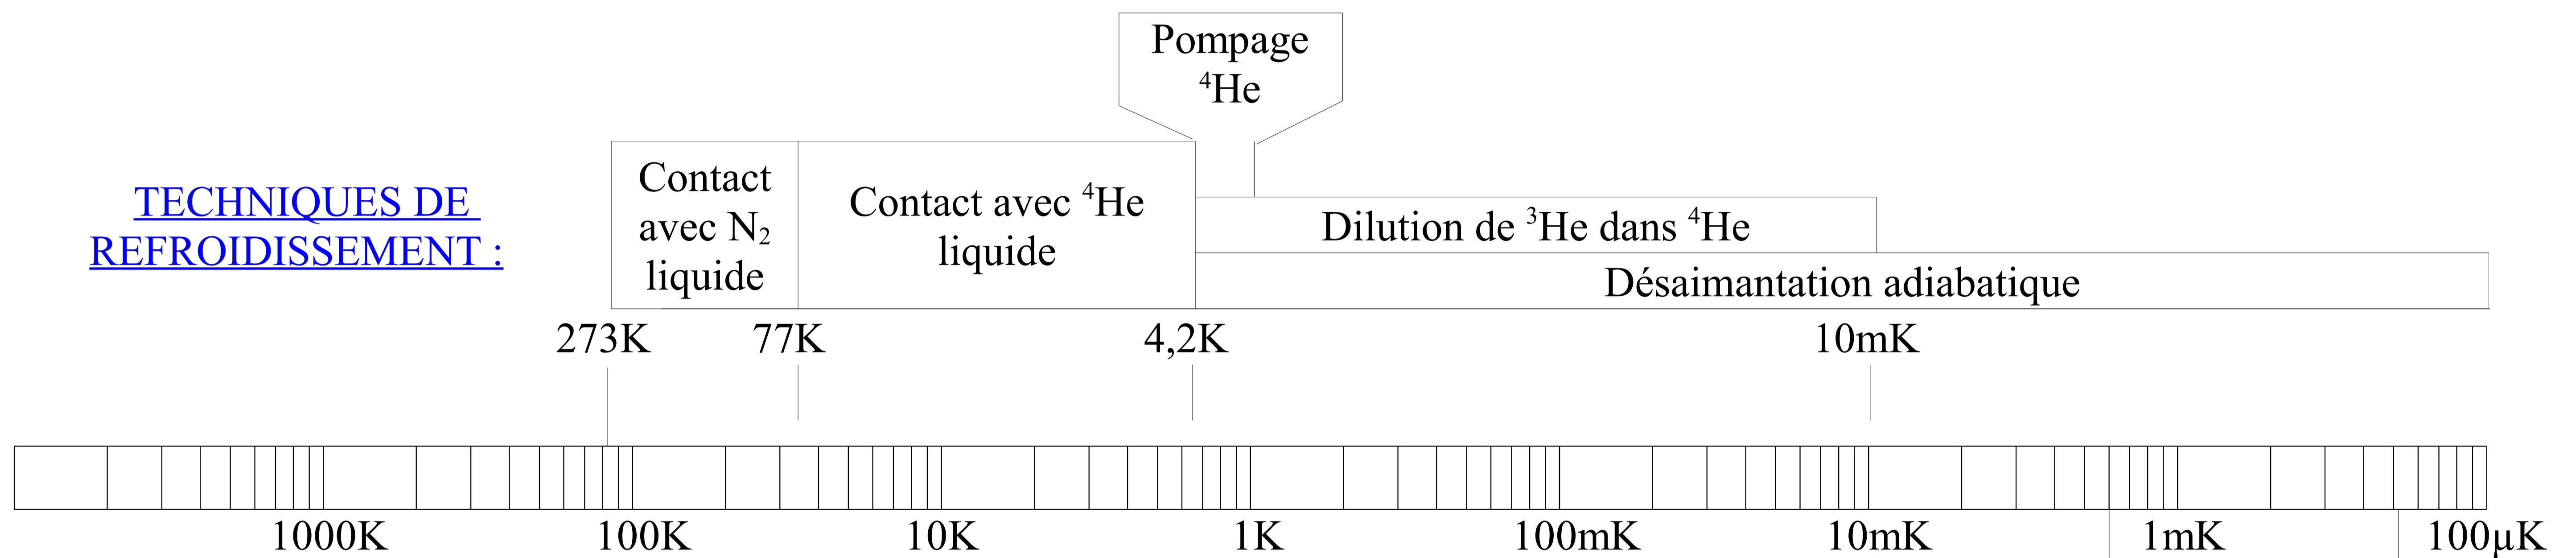 Pompage
⁴He
TECHNIQUES DE
REFROIDISSEMENT :
Contact
avec N₂
liquide
Contact avec ⁴He
liquide
Dilution de ³He dans ⁴He
Désaimantation adiabatique
273K
77K
4,2K
10mK
1000K
100K
10K
1K
100mK
10mK
1mK
100µK